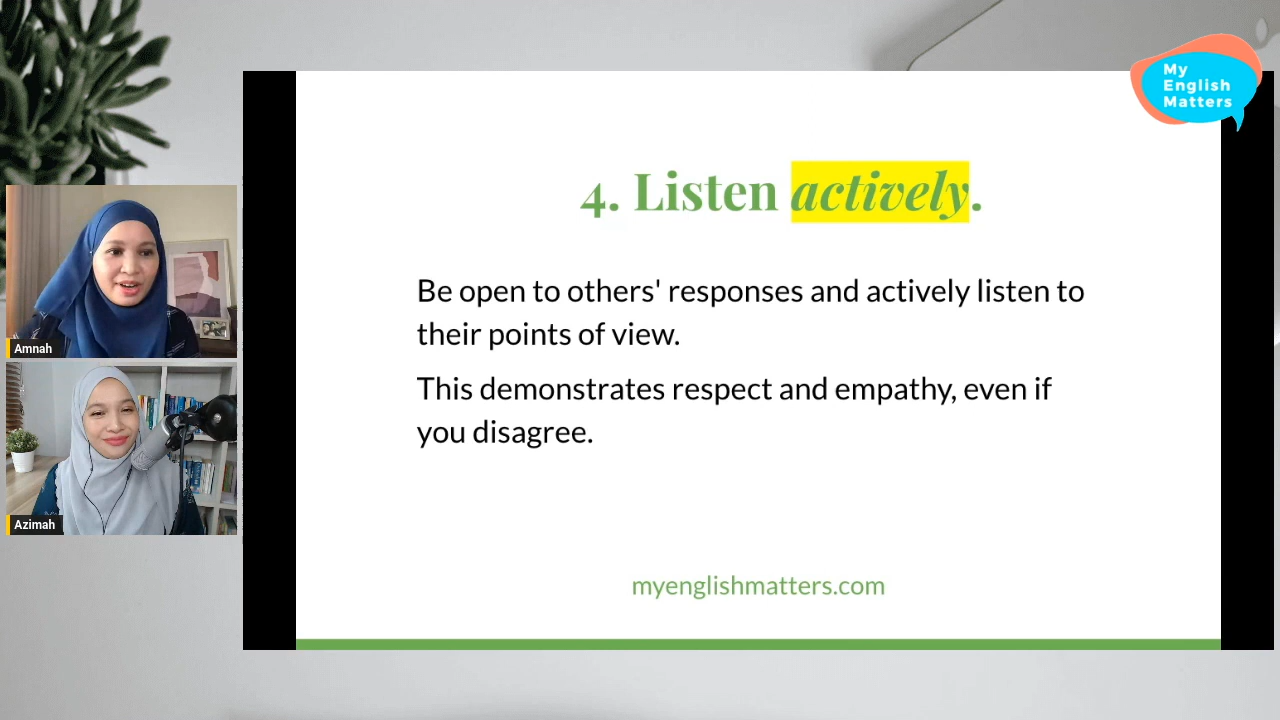 My
English
Matters
4. Listen actively.
Be open to others' responses and actively listen to
their points of view.
This demonstrates respect and empathy, even if
you disagree.
myenglishmatters.com
Amnah
Azimah